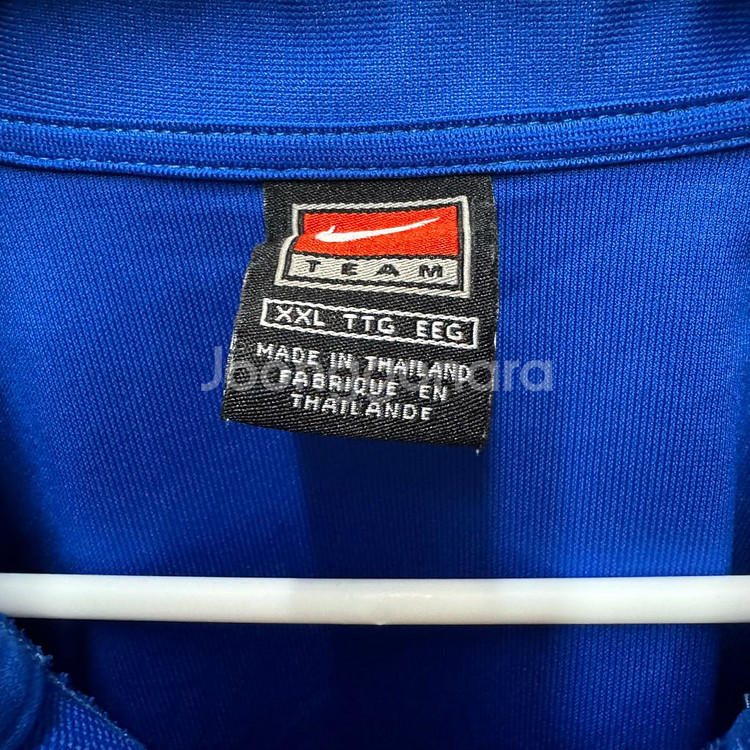 TEAM
XXL TTG EEG
MADE IN THAILAND
FABRIQUE EN
THAILANDE